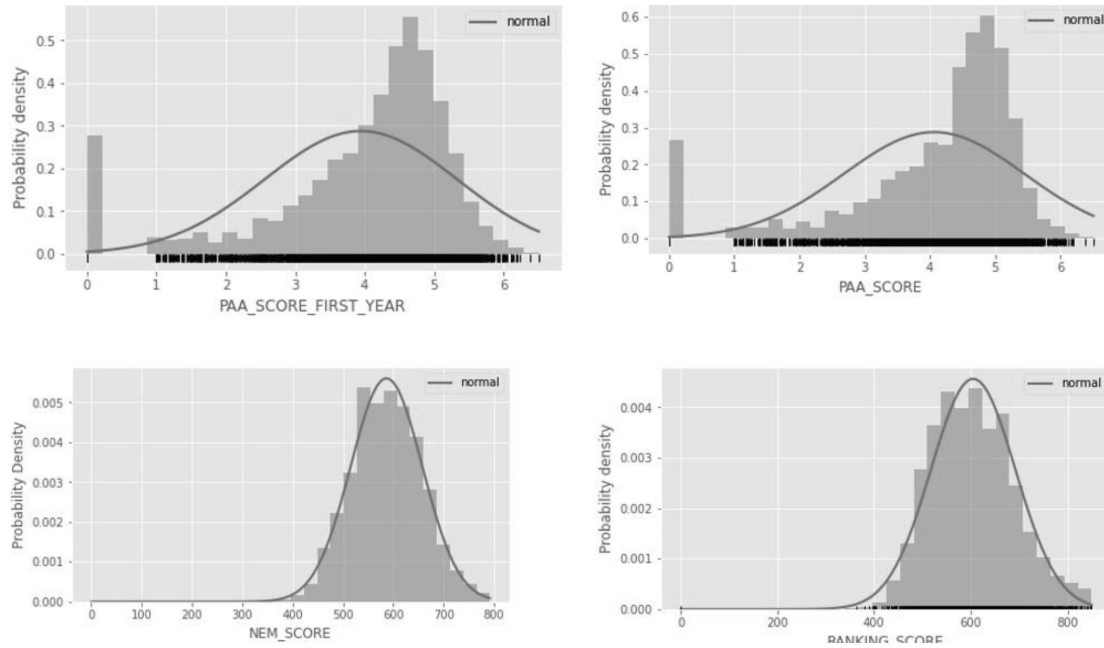 normal
0.5
0.4
0.3
0.2
0.1
0.0
Probability density
0 1 2 3 4 5 6
PAA_SCORE_FIRST_YEAR
normal
0.6
0.5
0.4
0.3
0.2
0.1
0.0
Probability density
0 1 2 3 4 5 6
PAA_SCORE
normal
0.005
0.004
0.003
0.002
0.001
0.000
Probability Density
0 100 200 300 400 500 600 700 800
NEM_SCORE
normal
0.004
0.003
0.002
0.001
0.000
Probability density
0 200 400 600 800
RANKING_SCORE